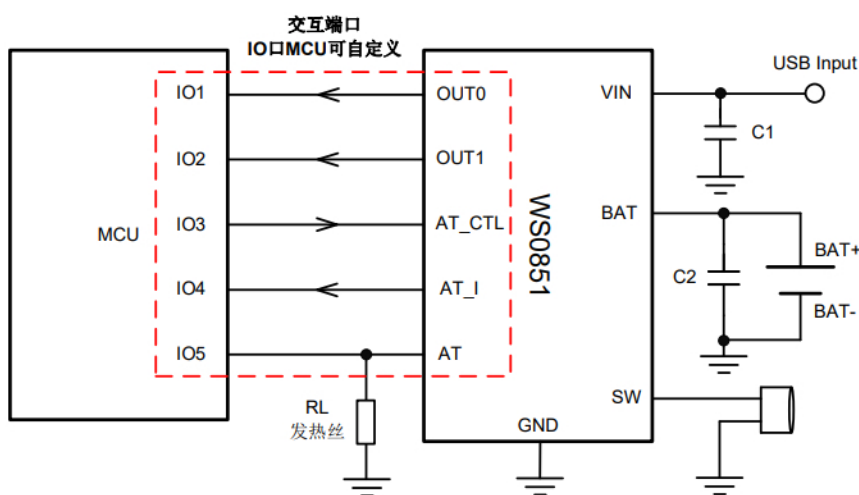 交互端口
IO口MCU可自定义
USB Input
IO1
OUT0
VIN
C1
IO2
OUT1
MCU
IO3
AT_CTL
WS0851
BAT
BAT+
IO4
AT_I
C2
BAT-
IO5
AT
RL
发热丝
SW
GND